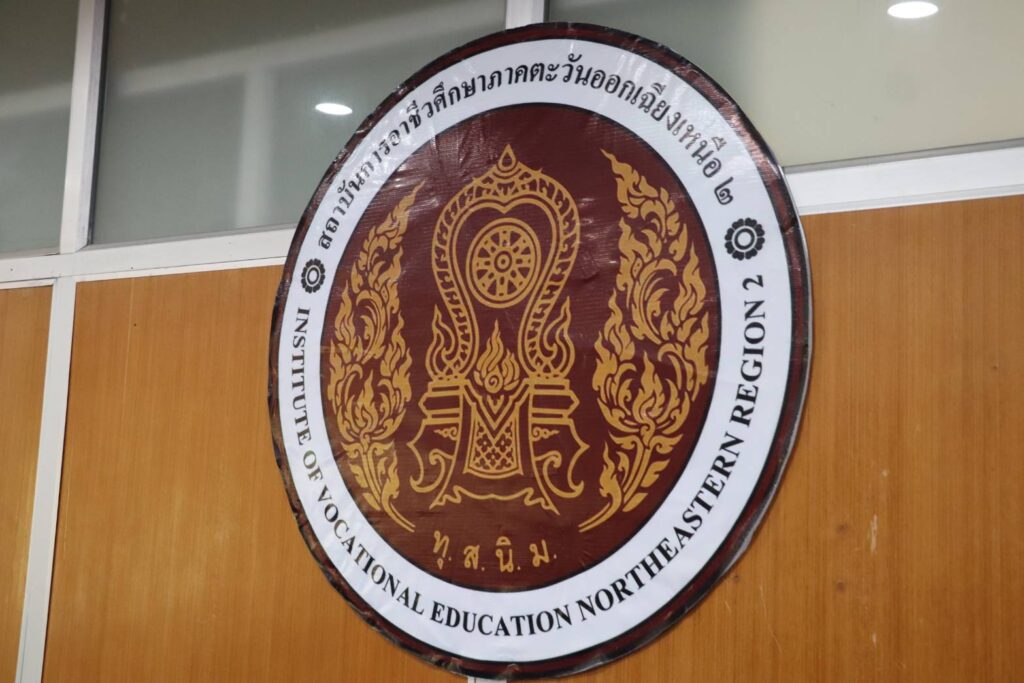 สถาบันการอาชีวศึกษาภาคตะวันออกเฉียงเหนือ ๒
ทุ. ส. นิ. ม.
INSTITUTE OF VOCATIONAL EDUCATION NORTHEASTERN REGION 2